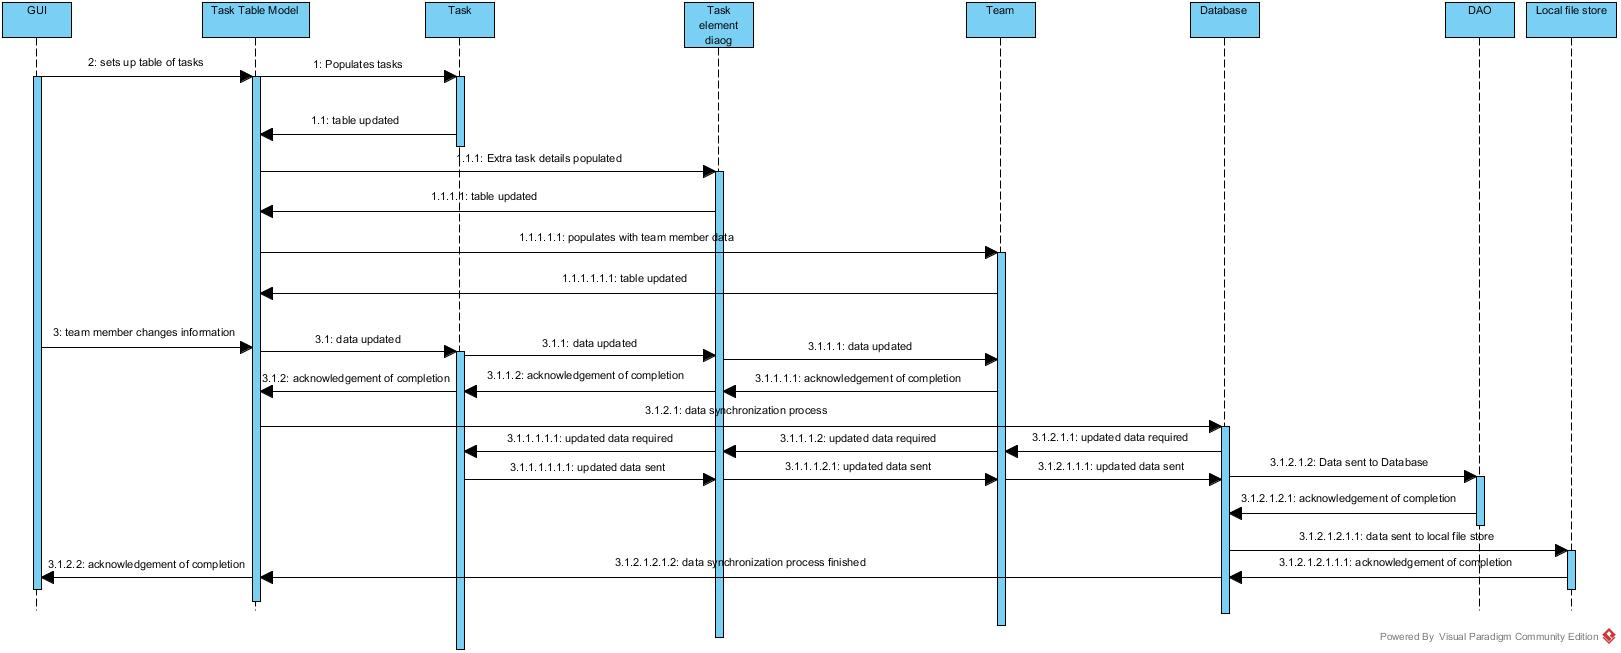 GUI
Task Table Model
Task
Task
element
diaog
Team
Database
DAO
Local file store
2: sets up table of tasks
1: Populates tasks
1.1: table updated
1.1.1: Extra task details populated
1.1.1.1: table updated
1.1.1.1.1: populates with team member data
1.1.1.1.1.1: table updated
3: team member changes information
3.1: data updated
3.1.1: data updated
3.1.1.1: data updated
3.1.2: acknowledgement of completion
3.1.1.2: acknowledgement of completion
3.1.1.1.1: acknowledgement of completion
3.1.2.1: data synchronization process
3.1.1.1.1.1: updated data required
3.1.1.1.2: updated data required
3.1.2.1.1: updated data required
3.1.1.1.1.1.1: updated data sent
3.1.1.1.2.1: updated data sent
3.1.2.1.1.1: updated data sent
3.1.2.1.2: Data sent to Database
3.1.2.1.2.1: acknowledgement of completion
3.1.2.1.2.1.1: data sent to local file store
3.1.2.2: acknowledgement of completion
3.1.2.1.2.1.2: data synchronization process finished
3.1.2.1.2.1.1.1: acknowledgement of completion
Powered By Visual Paradigm Community Edition